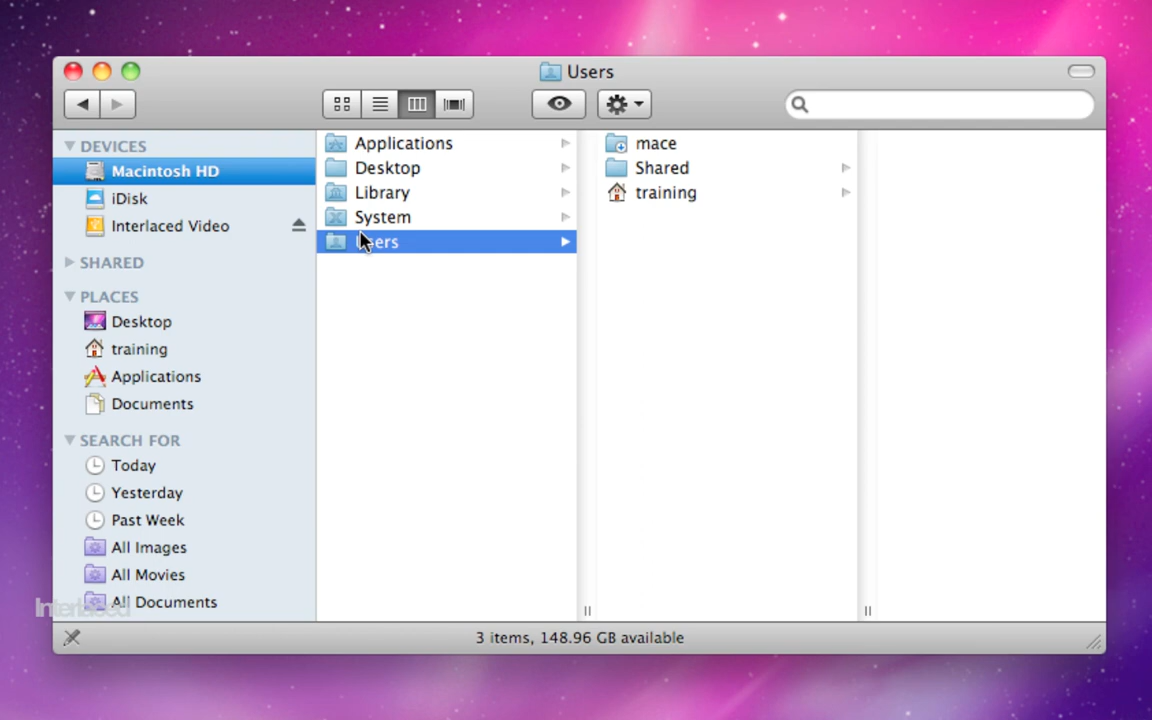 Users
DEVICES
Macintosh HD
iDisk
Interlaced Video
SHARED
PLACES
Desktop
training
Applications
Documents
SEARCH FOR
Today
Yesterday
Past Week
All Images
All Movies
All Documents
Applications
Desktop
Library
System
Users
mace
Shared
training
Interlaced
3 items, 148.96 GB available